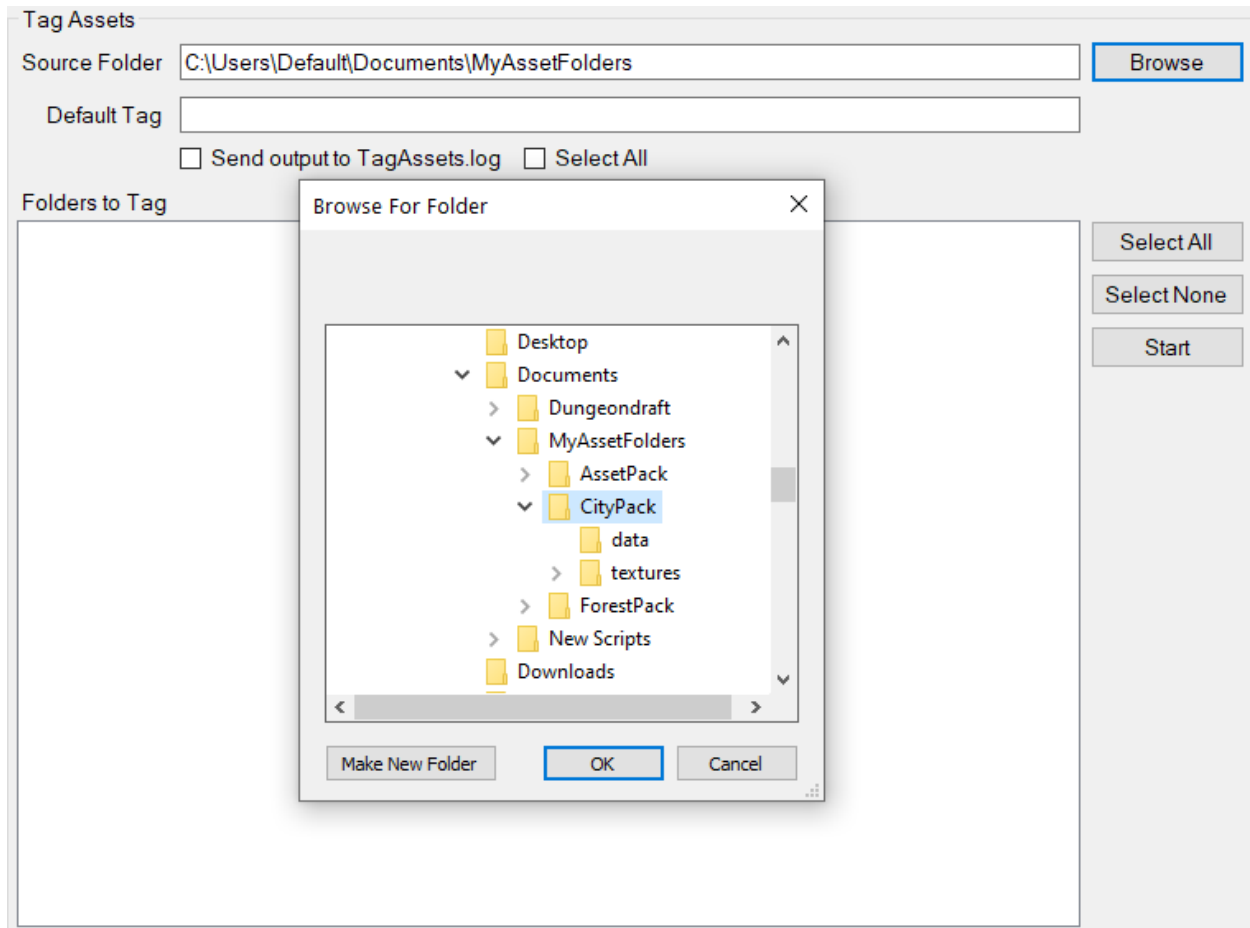 Tag Assets
Source Folder C:\Users\Default\Documents\MyAssetFolders Browse
Default Tag
Send output to TagAssets.log Select All
Folders to Tag
Select All
Select None
Start
Browse For Folder
Desktop
Documents
Dungeondraft
MyAssetFolders
AssetPack
CityPack
data
textures
ForestPack
New Scripts
Downloads
Make New Folder OK Cancel